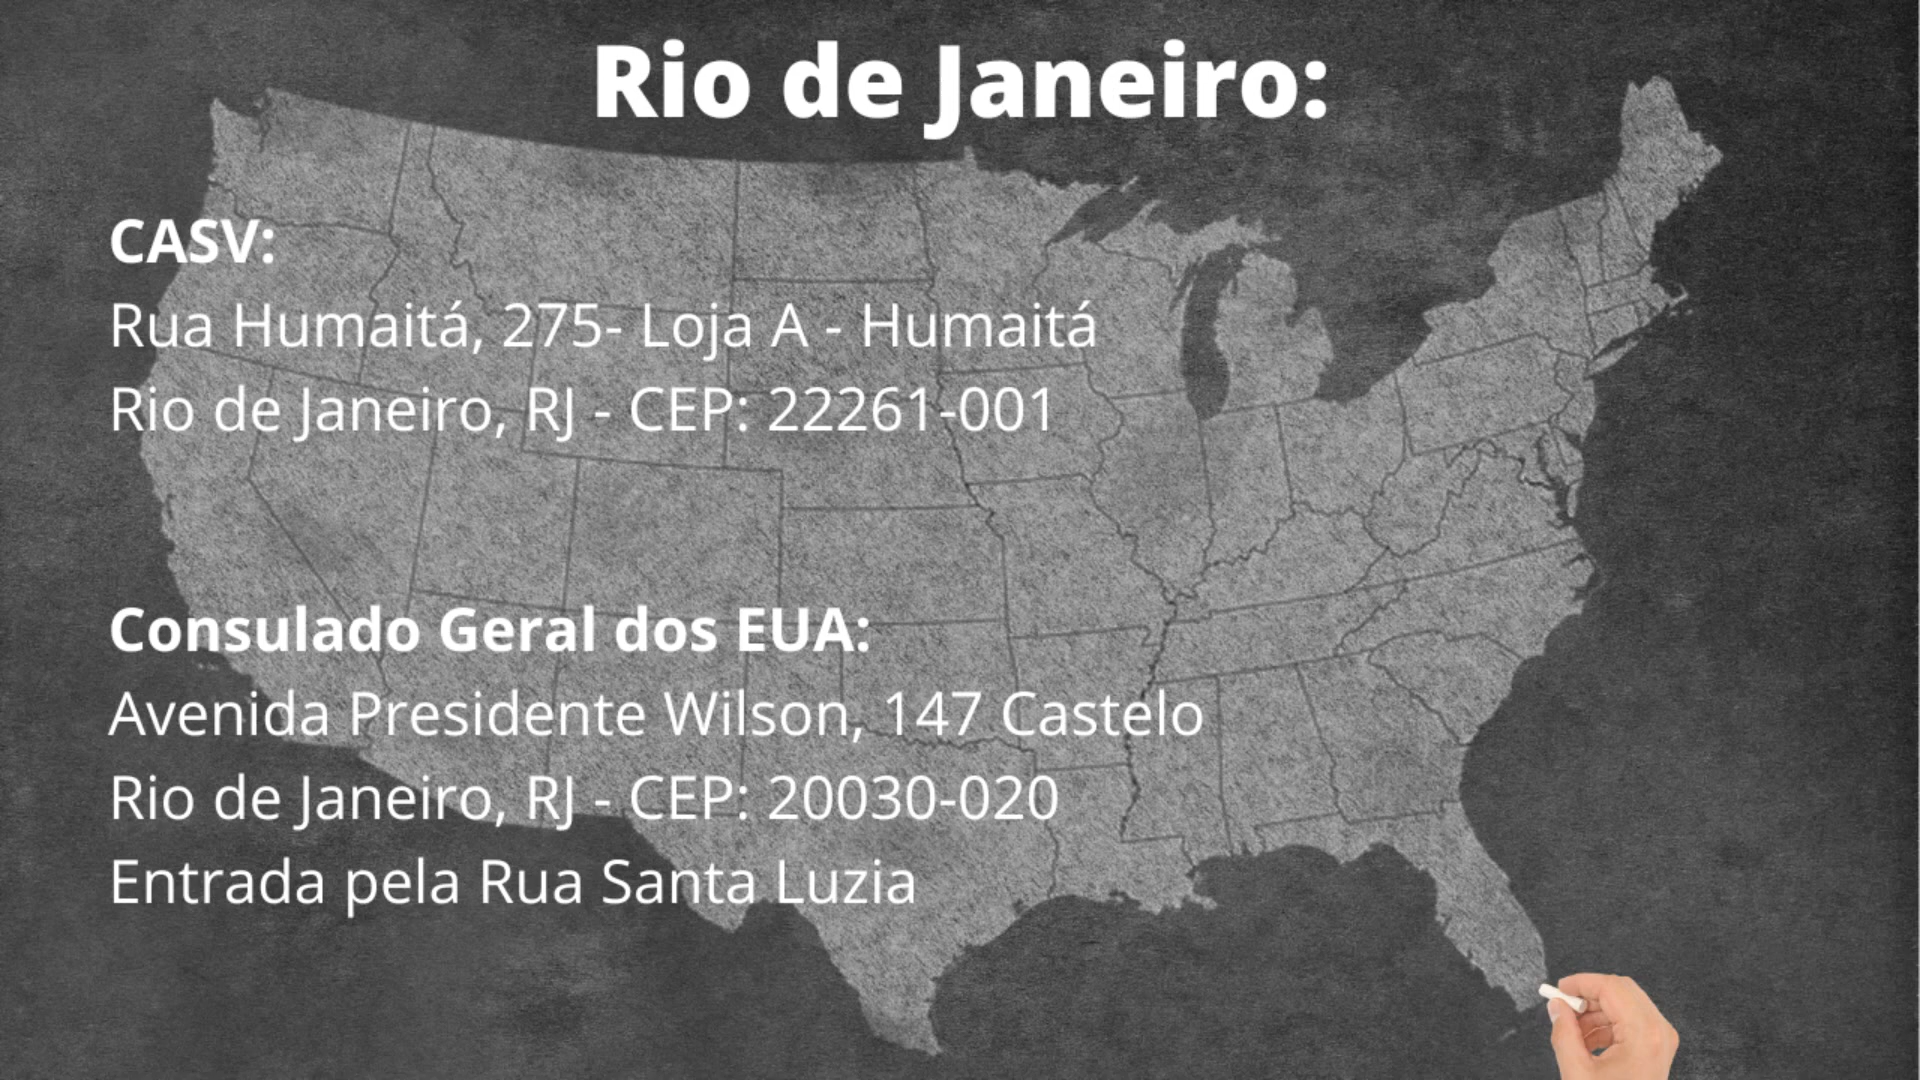 Rio de Janeiro:
CASV:
Rua Humaitá, 275- Loja A - Humaitá
Rio de Janeiro, RJ - CEP: 22261-001
Consulado Geral dos EUA:
Avenida Presidente Wilson, 147 Castelo
Rio de Janeiro, RJ - CEP: 20030-020
Entrada pela Rua Santa Luzia